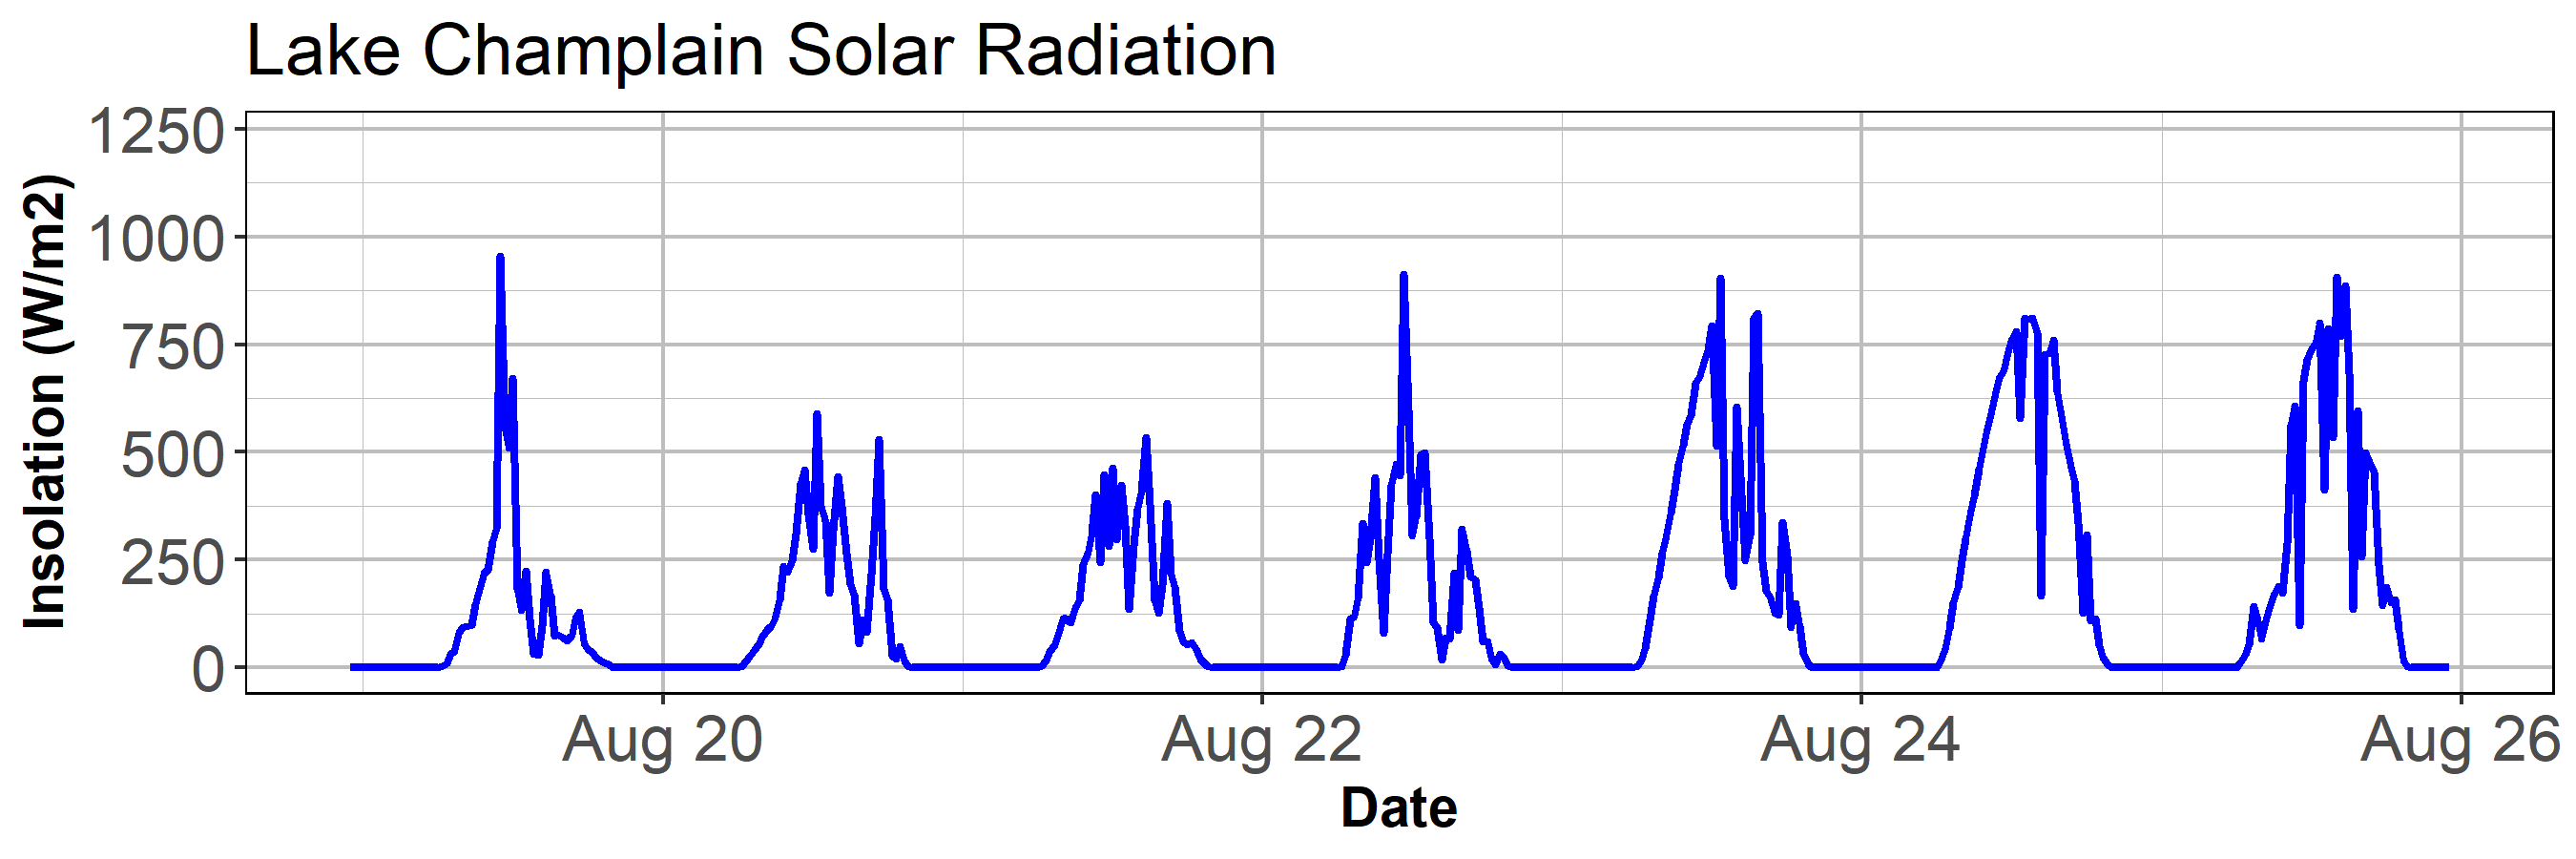 Lake Champlain Solar Radiation
1250
1000
750
500
250
0
Insolation (W/m2)
Aug 20 Aug 22 Aug 24 Aug 26
Date